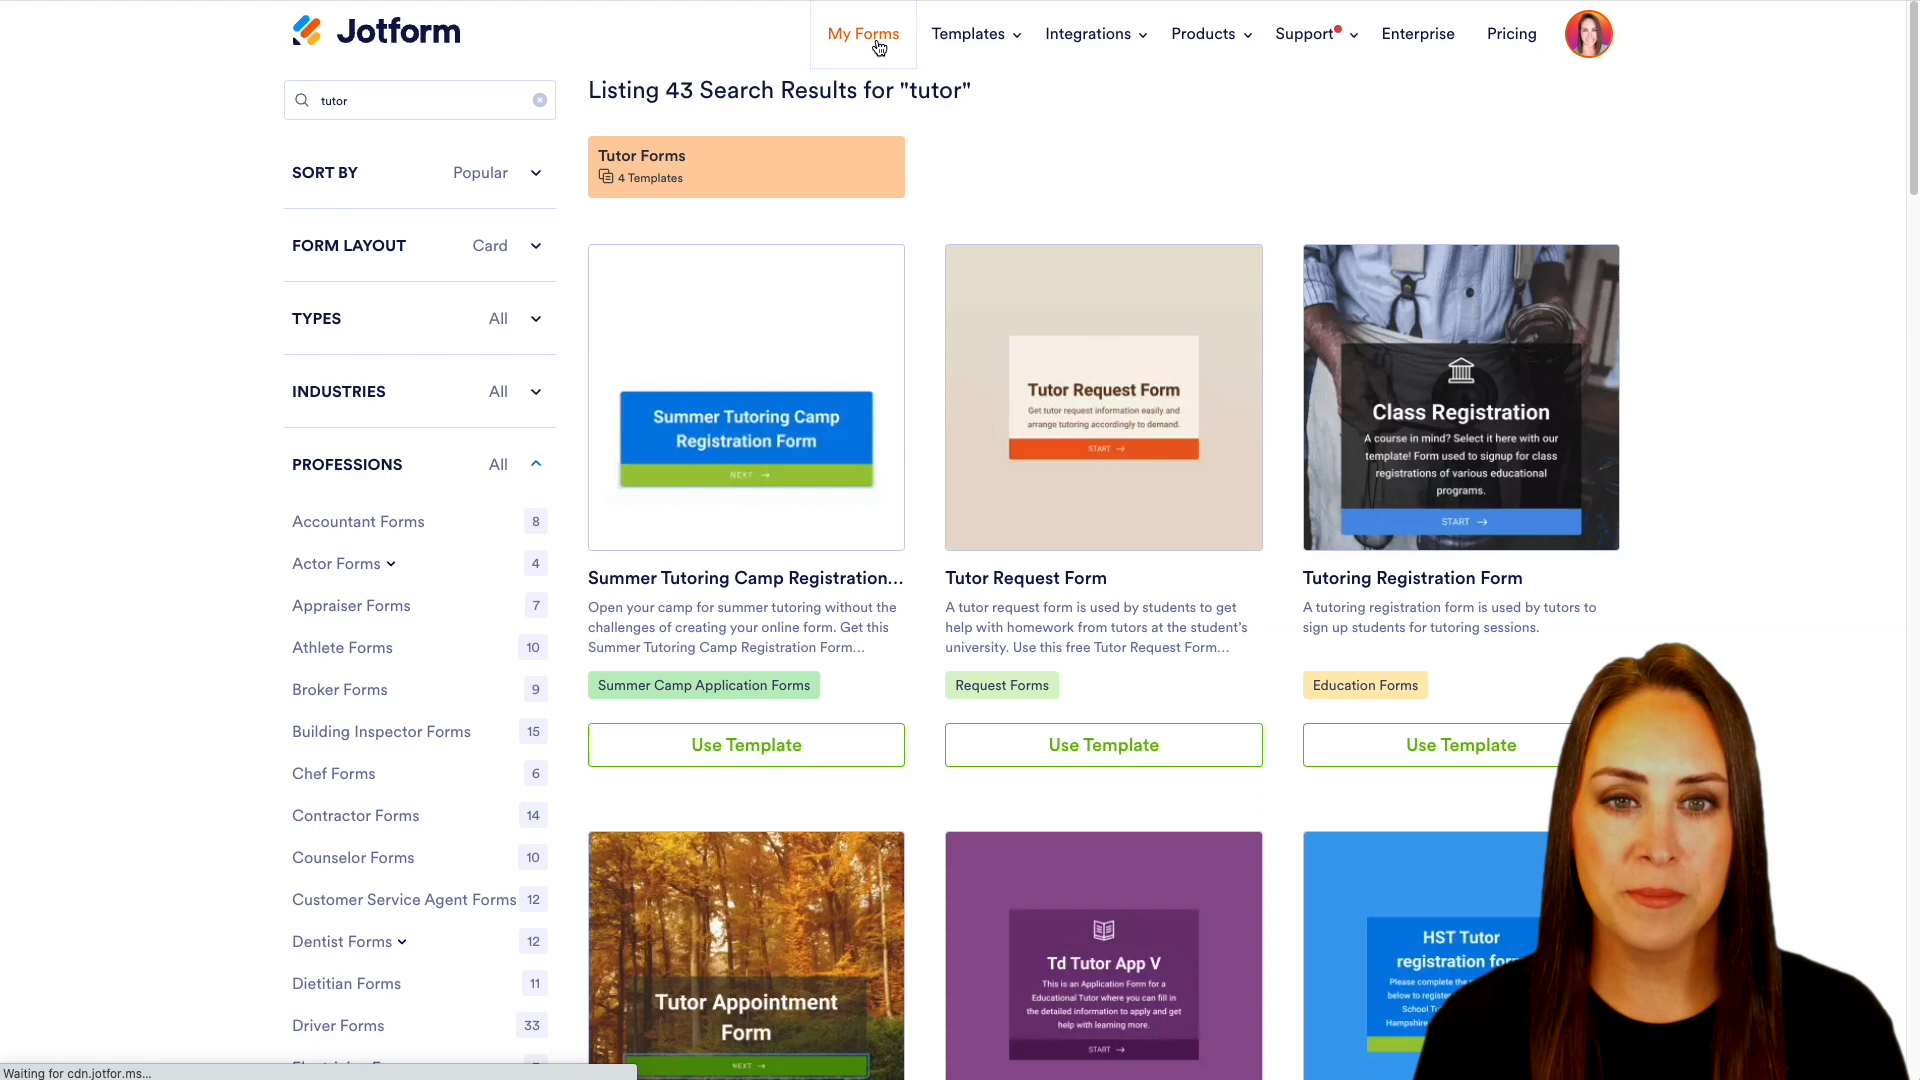 Jotform
My Forms
Templates
Integrations
Products
Support
Enterprise
Pricing
tutor
Listing 43 Search Results for "tutor"
Tutor Forms
4 Templates
SORT BY Popular
FORM LAYOUT Card
TYPES All
INDUSTRIES All
PROFESSIONS All
Accountant Forms 8
Actor Forms 4
Appraiser Forms 7
Athlete Forms 10
Broker Forms 9
Building Inspector Forms 15
Chef Forms 6
Contractor Forms 14
Counselor Forms 10
Customer Service Agent Forms 12
Dentist Forms 12
Dietitian Forms 11
Driver Forms 33
Summer Tutoring Camp
Registration Form
NEXT →
Summer Tutoring Camp Registration...
Open your camp for summer tutoring without the
challenges of creating your online form. Get this
Summer Tutoring Camp Registration Form...
Summer Camp Application Forms
Use Template
Tutor Request Form
Get tutor request information easily and
arrange tutoring accordingly to demand.
START →
Tutor Request Form
A tutor request form is used by students to get
help with homework from tutors at the student's
university. Use this free Tutor Request Form...
Request Forms
Use Template
Class Registration
A course in mind? Select it here with our
template! Form used to signup for class
registrations of various educational
programs.
START →
Tutoring Registration Form
A tutoring registration form is used by tutors to
sign up students for tutoring sessions.
Education Forms
Use Template
Tutor Appointment
Form
NEXT →
Td Tutor App V
This is an Application Form for a
Educational Tutor where you can fill in
the detailed information to apply and get
help with learning more.
START →
HST Tutor
registration for
Please complete the
below to registe
School Tu
Hampshire
Waiting for cdn.jotfor.ms...